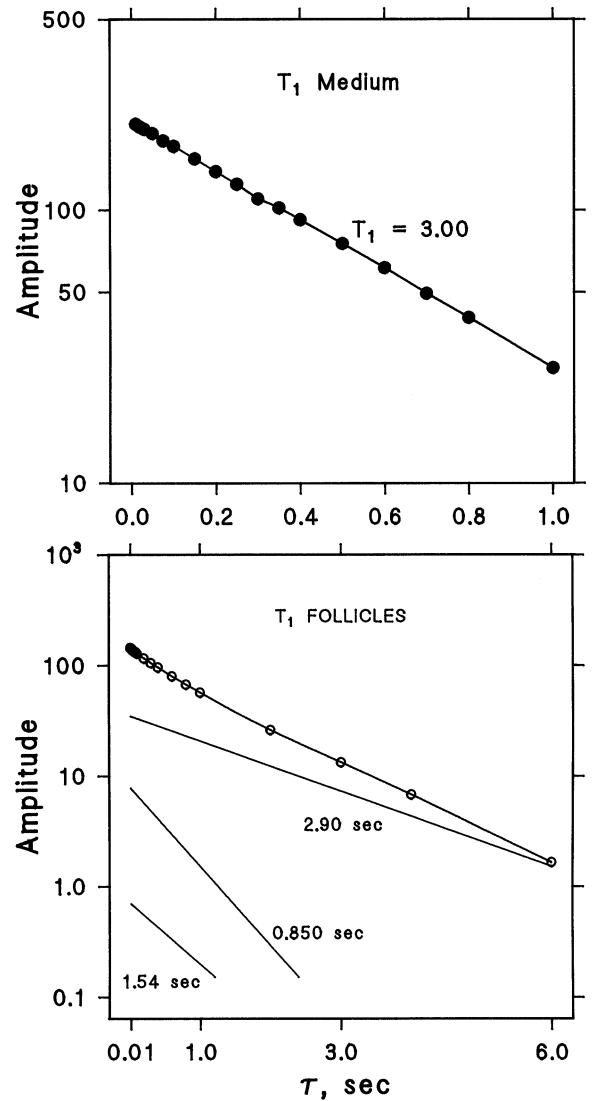 500
T₁ Medium
100
T₁ = 3.00
Amplitude
50
10
0.0 0.2 0.4 0.6 0.8 1.0
10³
T₁ FOLLICLES
100
Amplitude
10
2.90 sec
1.0
0.850 sec
1.54 sec
0.1
0.01 1.0 3.0 6.0
τ, sec